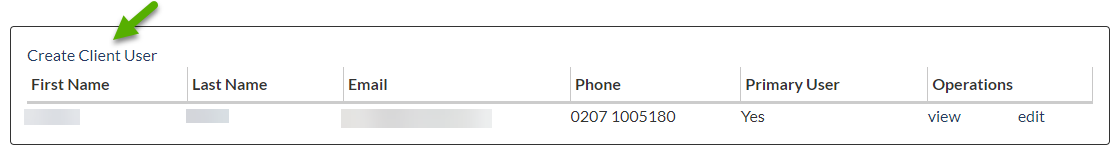 Create Client User
First Name Last Name Email Phone Primary User Operations
0207 1005180 Yes view edit